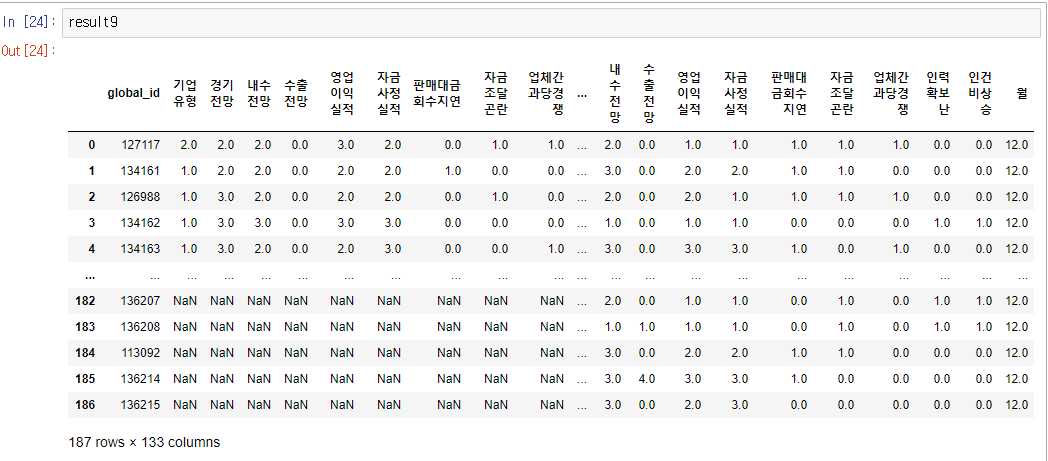 In [24]: result9
Out[24]:
global_id 기업유형 경기전망 내수전망 수출전망 영업이익실적 자금사정실적 판매대금회수지연 자금조달곤란 업체간과당경쟁 ... 내수전망 수출전망 영업이익실적 자금사정실적 판매대금회수지연 자금조달곤란 업체간과당경쟁 인력확보난 인건비상승 월
0 127117 2.0 2.0 2.0 0.0 3.0 2.0 0.0 1.0 1.0 ... 2.0 0.0 1.0 1.0 1.0 1.0 1.0 0.0 0.0 12.0
1 134161 1.0 2.0 2.0 0.0 2.0 2.0 1.0 0.0 0.0 ... 3.0 0.0 2.0 2.0 1.0 0.0 0.0 0.0 0.0 12.0
2 126988 1.0 3.0 2.0 0.0 2.0 2.0 0.0 1.0 0.0 ... 2.0 0.0 2.0 1.0 1.0 1.0 1.0 0.0 0.0 12.0
3 134162 1.0 3.0 3.0 0.0 3.0 3.0 0.0 0.0 0.0 ... 1.0 0.0 1.0 1.0 0.0 0.0 0.0 1.0 1.0 12.0
4 134163 1.0 3.0 2.0 0.0 2.0 3.0 0.0 0.0 1.0 ... 3.0 0.0 3.0 3.0 1.0 0.0 1.0 0.0 0.0 12.0
... ... ... ... ... ... ... ... ... ... ... ... ... ... ... ... ... ... ... ... ... ...
182 136207 NaN NaN NaN NaN NaN NaN NaN NaN NaN ... 2.0 0.0 1.0 1.0 0.0 1.0 0.0 1.0 1.0 12.0
183 136208 NaN NaN NaN NaN NaN NaN NaN NaN NaN ... 1.0 1.0 1.0 1.0 0.0 1.0 0.0 1.0 1.0 12.0
184 113092 NaN NaN NaN NaN NaN NaN NaN NaN NaN ... 3.0 0.0 2.0 2.0 1.0 1.0 0.0 0.0 0.0 12.0
185 136214 NaN NaN NaN NaN NaN NaN NaN NaN NaN ... 3.0 4.0 3.0 3.0 1.0 0.0 0.0 0.0 0.0 12.0
186 136215 NaN NaN NaN NaN NaN NaN NaN NaN NaN ... 3.0 0.0 2.0 3.0 0.0 0.0 0.0 0.0 0.0 12.0
187 rows × 133 columns